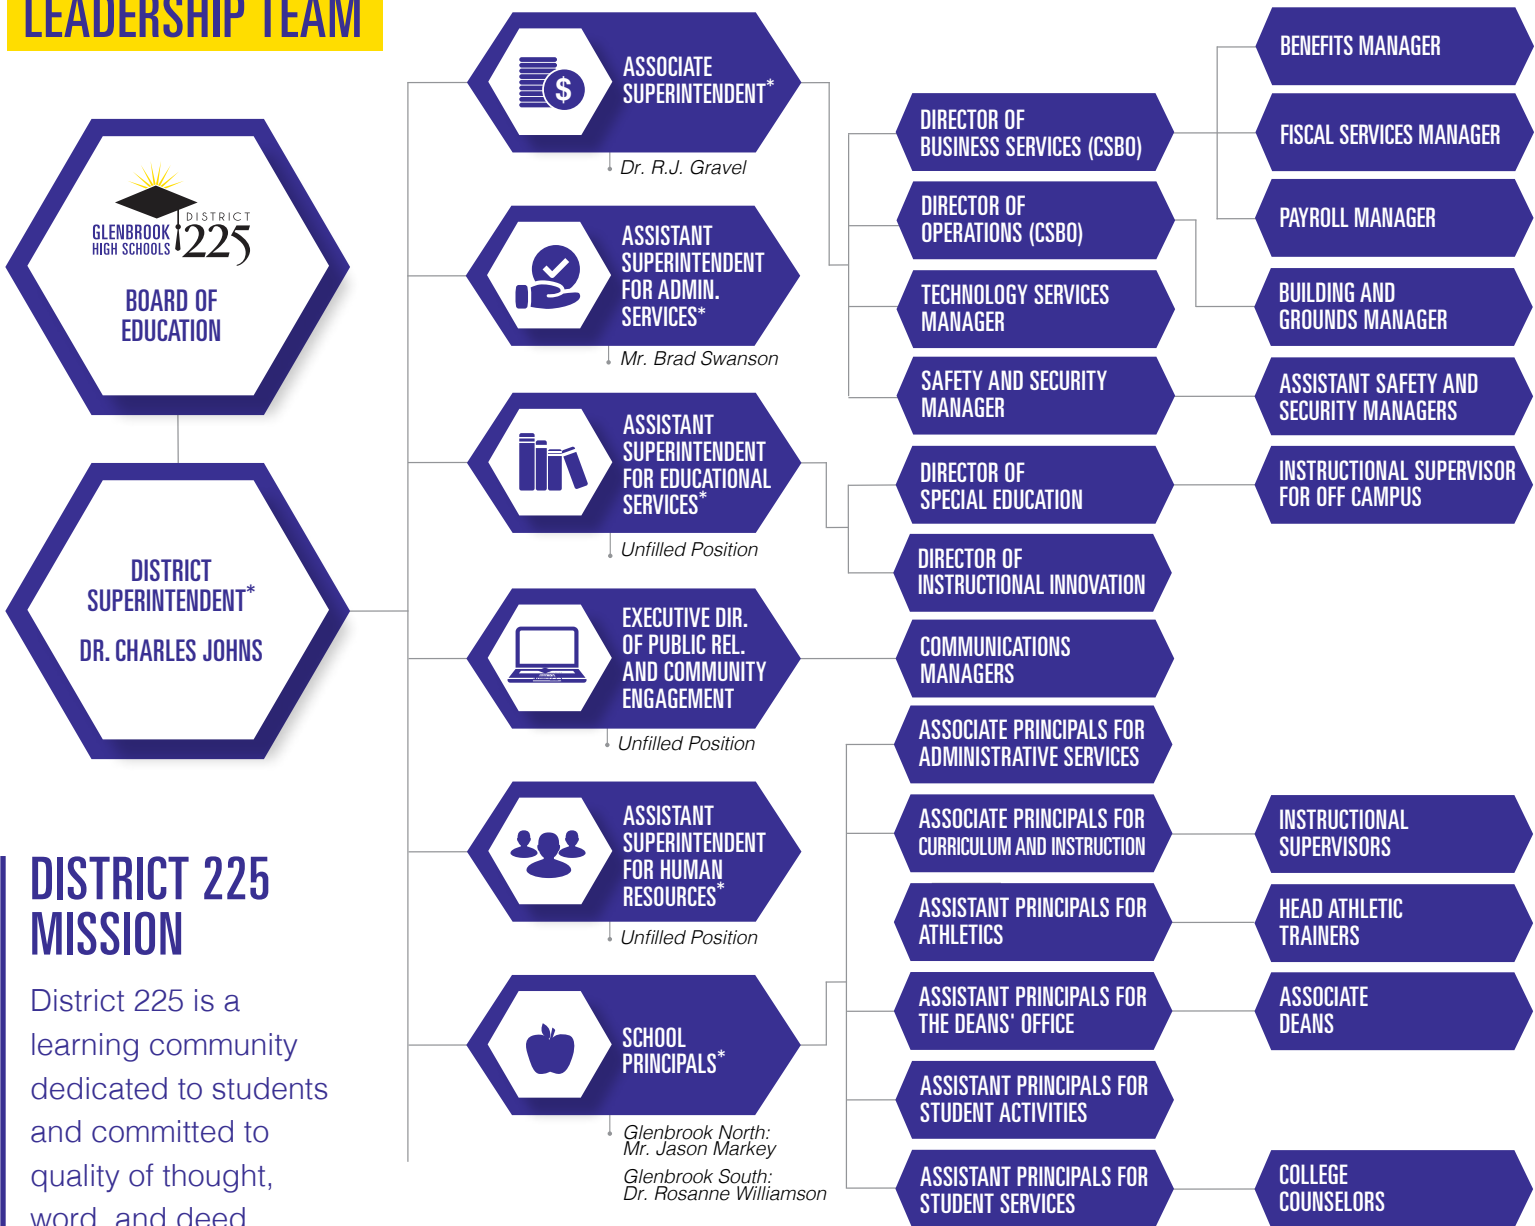 LEADERSHIP TEAM
GLENBROOK
HIGH SCHOOLS
DISTRICT
225
BOARD OF
EDUCATION
DISTRICT
SUPERINTENDENT*
DR. CHARLES JOHNS
DISTRICT 225
MISSION
District 225 is a
learning community
dedicated to students
and committed to
quality of thought,
word, and deed
$
ASSOCIATE
SUPERINTENDENT*
Dr. R.J. Gravel
ASSISTANT
SUPERINTENDENT
FOR ADMIN.
SERVICES*
Mr. Brad Swanson
ASSISTANT
SUPERINTENDENT
FOR EDUCATIONAL
SERVICES*
Unfilled Position
EXECUTIVE DIR.
OF PUBLIC REL.
AND COMMUNITY
ENGAGEMENT
Unfilled Position
ASSISTANT
SUPERINTENDENT
FOR HUMAN
RESOURCES*
Unfilled Position
SCHOOL
PRINCIPALS*
Glenbrook North:
Mr. Jason Markey
Glenbrook South:
Dr. Rosanne Williamson
DIRECTOR OF
BUSINESS SERVICES (CSBO)
DIRECTOR OF
OPERATIONS (CSBO)
TECHNOLOGY SERVICES
MANAGER
SAFETY AND SECURITY
MANAGER
DIRECTOR OF
SPECIAL EDUCATION
DIRECTOR OF
INSTRUCTIONAL INNOVATION
COMMUNICATIONS
MANAGERS
ASSOCIATE PRINCIPALS FOR
ADMINISTRATIVE SERVICES
ASSOCIATE PRINCIPALS FOR
CURRICULUM AND INSTRUCTION
ASSISTANT PRINCIPALS FOR
ATHLETICS
ASSISTANT PRINCIPALS FOR
THE DEANS' OFFICE
ASSISTANT PRINCIPALS FOR
STUDENT ACTIVITIES
ASSISTANT PRINCIPALS FOR
STUDENT SERVICES
BENEFITS MANAGER
FISCAL SERVICES MANAGER
PAYROLL MANAGER
BUILDING AND
GROUNDS MANAGER
ASSISTANT SAFETY AND
SECURITY MANAGERS
INSTRUCTIONAL SUPERVISOR
FOR OFF CAMPUS
INSTRUCTIONAL
SUPERVISORS
HEAD ATHLETIC
TRAINERS
ASSOCIATE
DEANS
COLLEGE
COUNSELORS